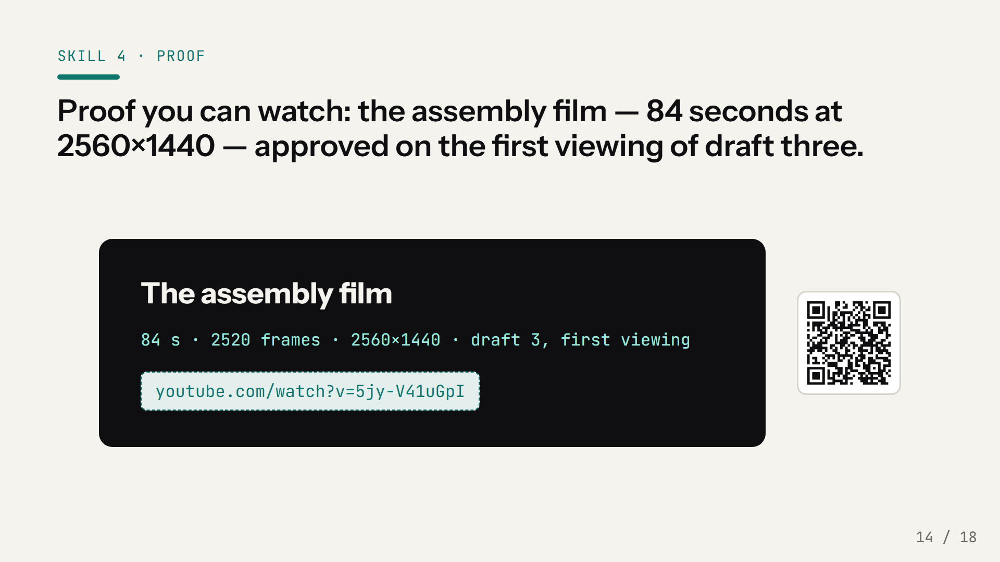 SKILL 4 · PROOF
Proof you can watch: the assembly film — 84 seconds at
2560×1440 — approved on the first viewing of draft three.
The assembly film
84 s · 2520 frames · 2560×1440 · draft 3, first viewing
youtube.com/watch?v=5jy-V41uGpI
14 / 18